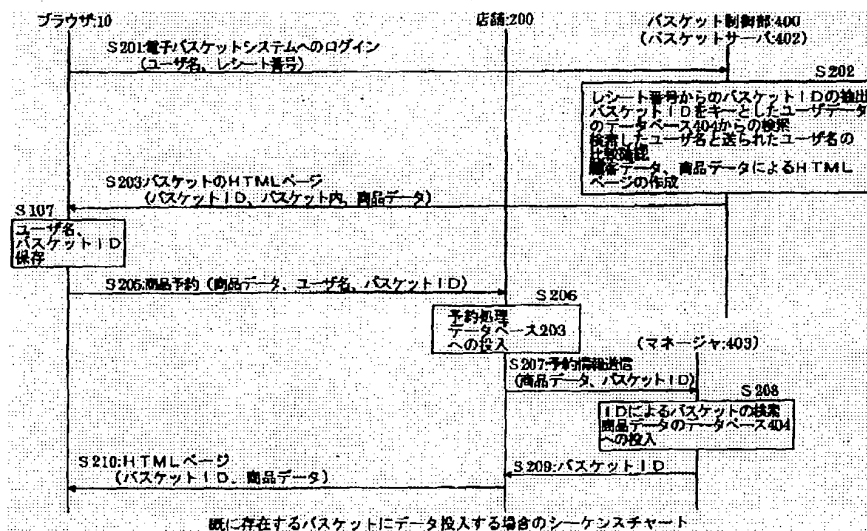 ブラウザ:10
店舗:200
バスケット制御部:400
(バスケットサーバ:402)
S201:電子バスケットシステムへのログイン
(ユーザ名、レシート番号)
S202
レシート番号からのバスケットIDの抽出
バスケットIDをキーとしたユーザデータ
のデータベース404からの検索
検索したユーザ名と送られたユーザ名の
比較確認
顧客データ、商品データによるHTML
ページの作成
S203:バスケットのHTMLページ
(バスケットID、バスケット内、商品データ)
S107
ユーザ名、
バスケットID
保存
S205:商品予約(商品データ、ユーザ名、バスケットID)
S206
予約処理
データベース203
への投入
(マネージャ:403)
S207:予約情報送信
(商品データ、バスケットID)
S208
IDによるバスケットの検索
商品データのデータベース404
への投入
S209:バスケットID
S210:HTMLページ
(バスケットID、商品データ)
既に存在するバスケットにデータ投入する場合のシーケンスチャート